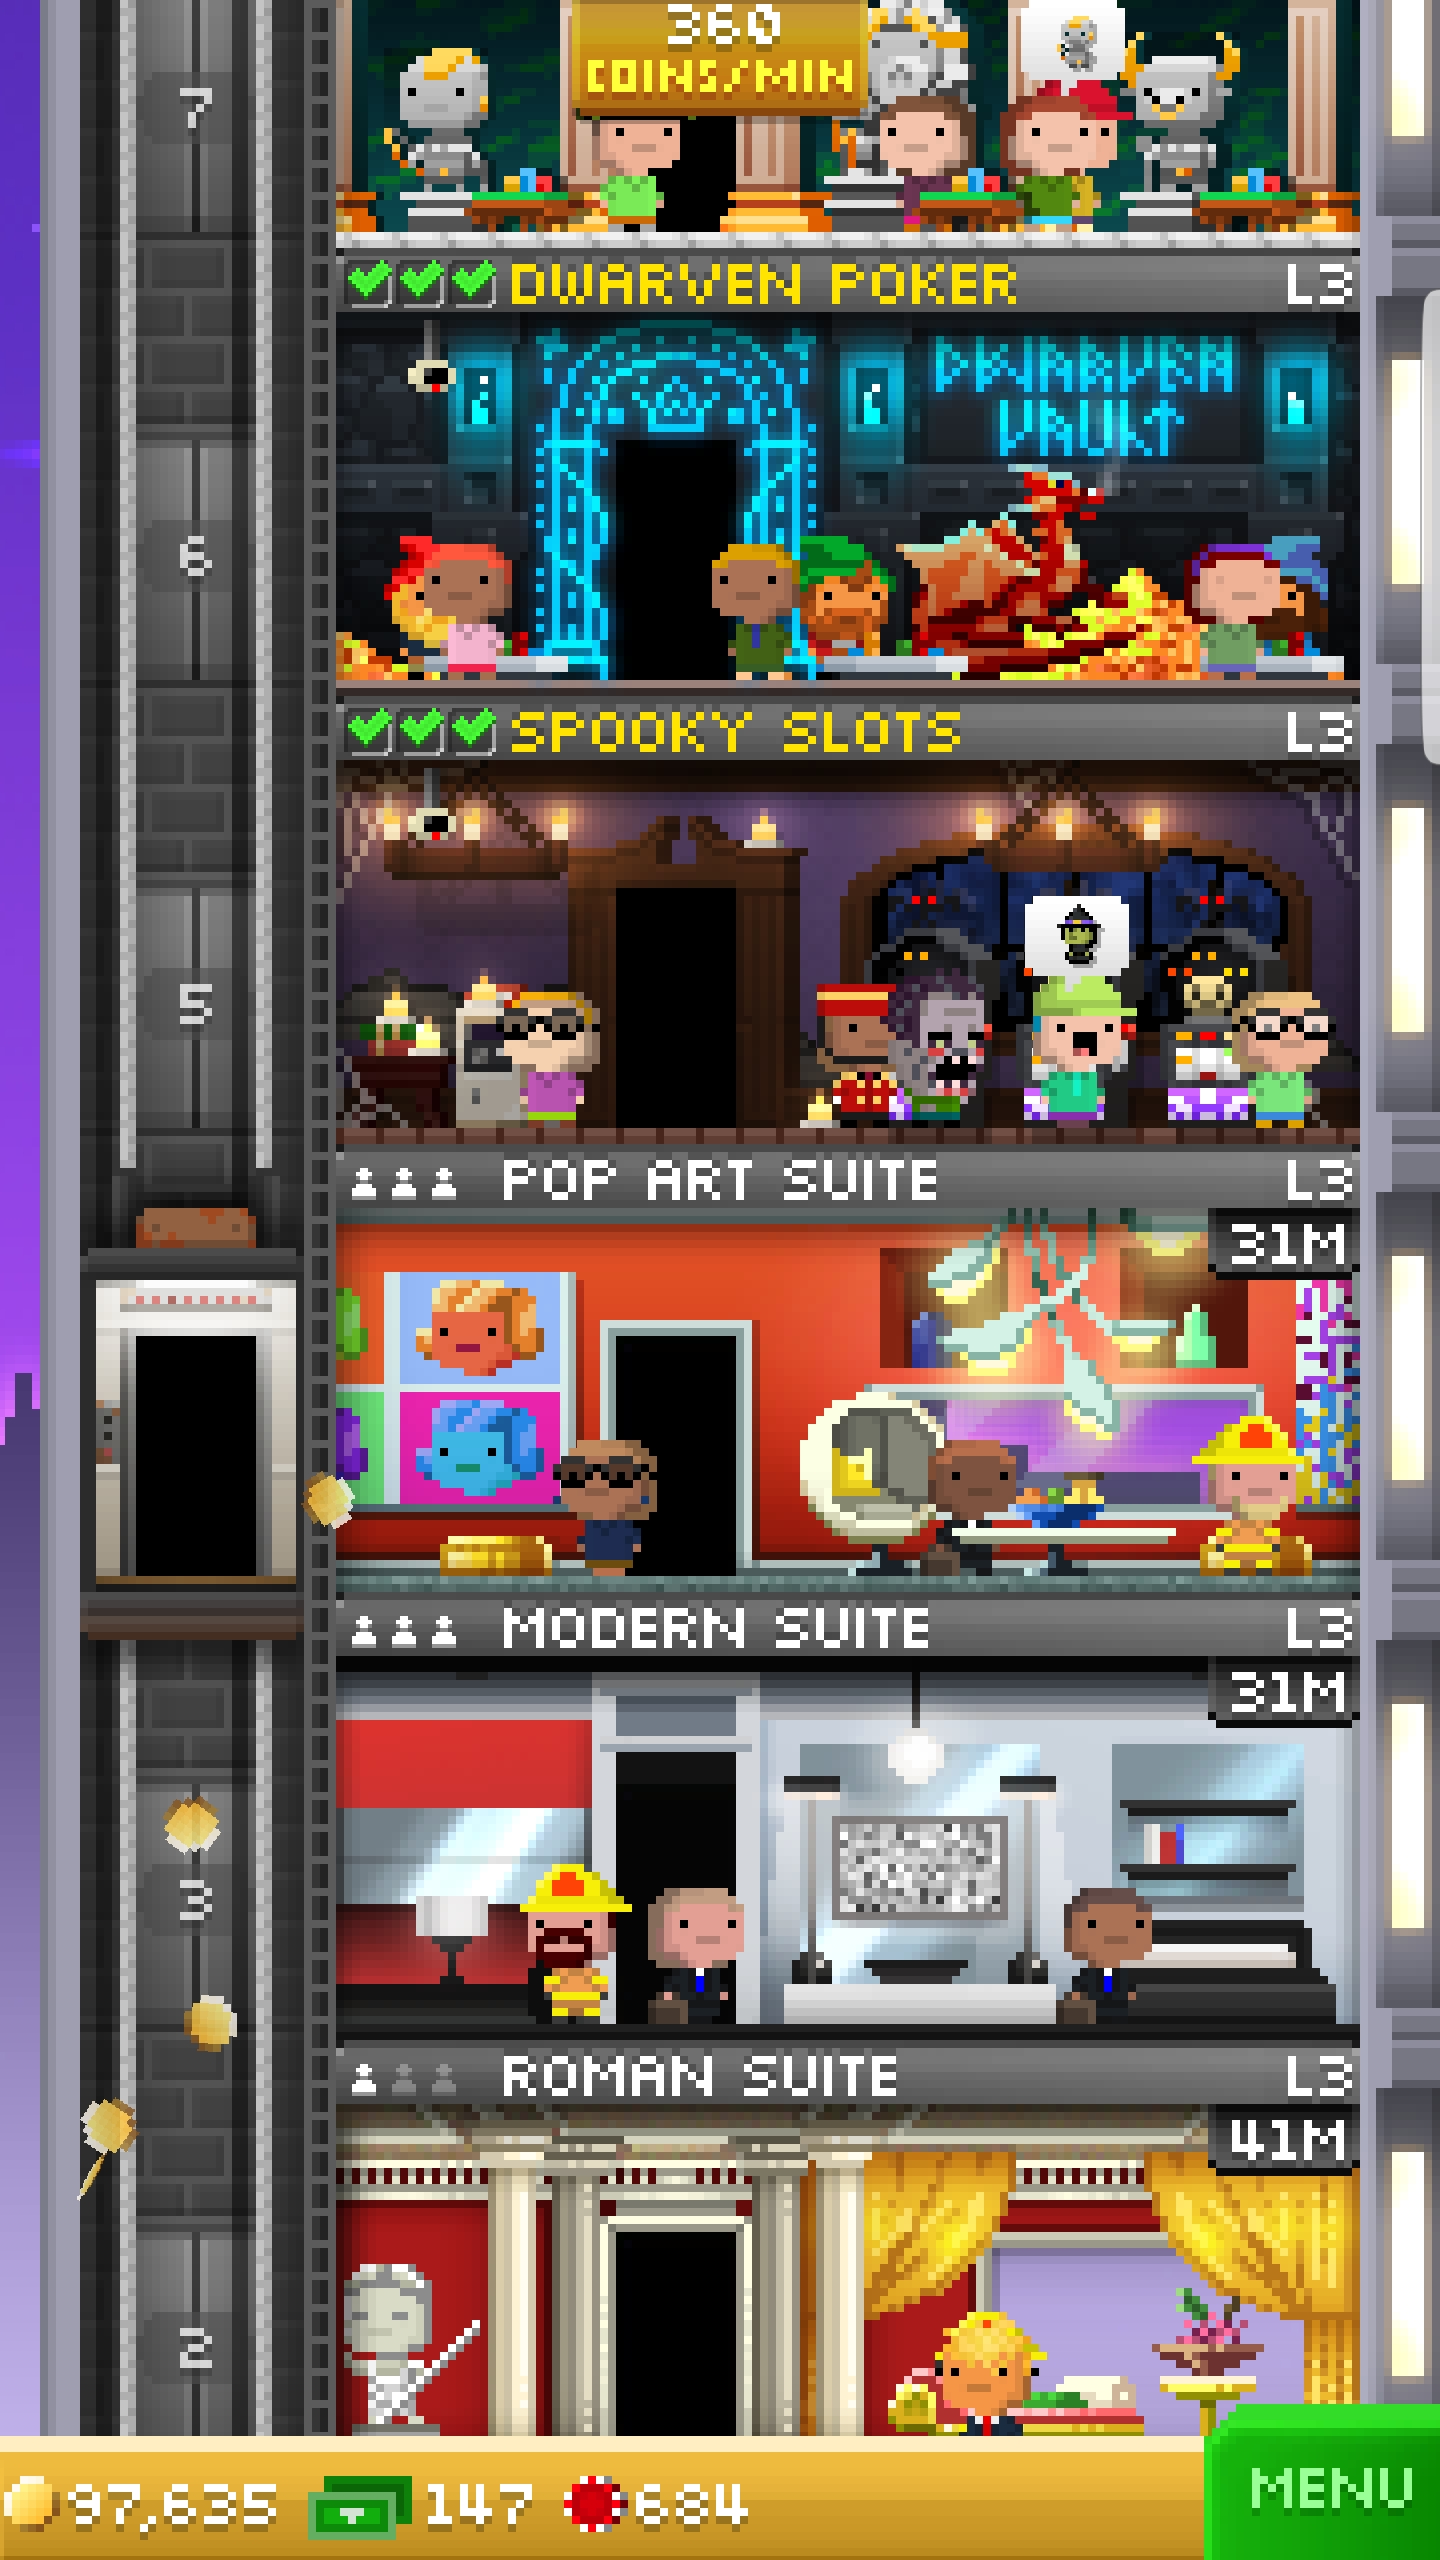 360
COINS/MIN
7
DWARVEN POKER L3
DWARVEN
VAULT
6
SPOOKY SLOTS L3
5
POP ART SUITE L3
31M
MODERN SUITE L3
31M
3
ROMAN SUITE L3
41M
2
97,635 147 684
MENU